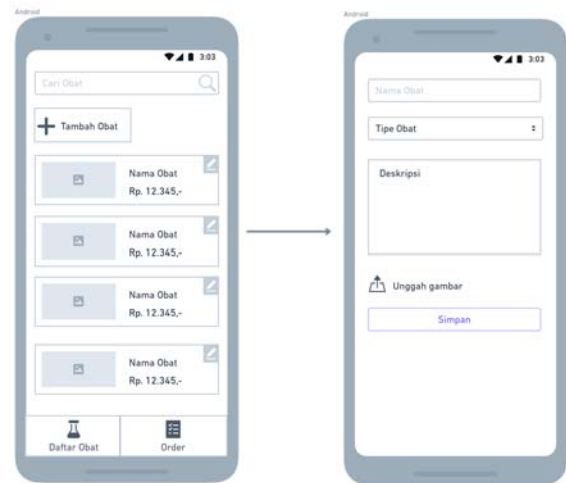 Android
3:03
Cari Obat
Tambah Obat
Nama Obat
Rp. 12.345,-
Nama Obat
Rp. 12.345,-
Nama Obat
Rp. 12.345,-
Nama Obat
Rp. 12.345,-
Daftar Obat
Order
Android
3:03
Nama Obat
Tipe Obat
Deskripsi
Unggah gambar
Simpan